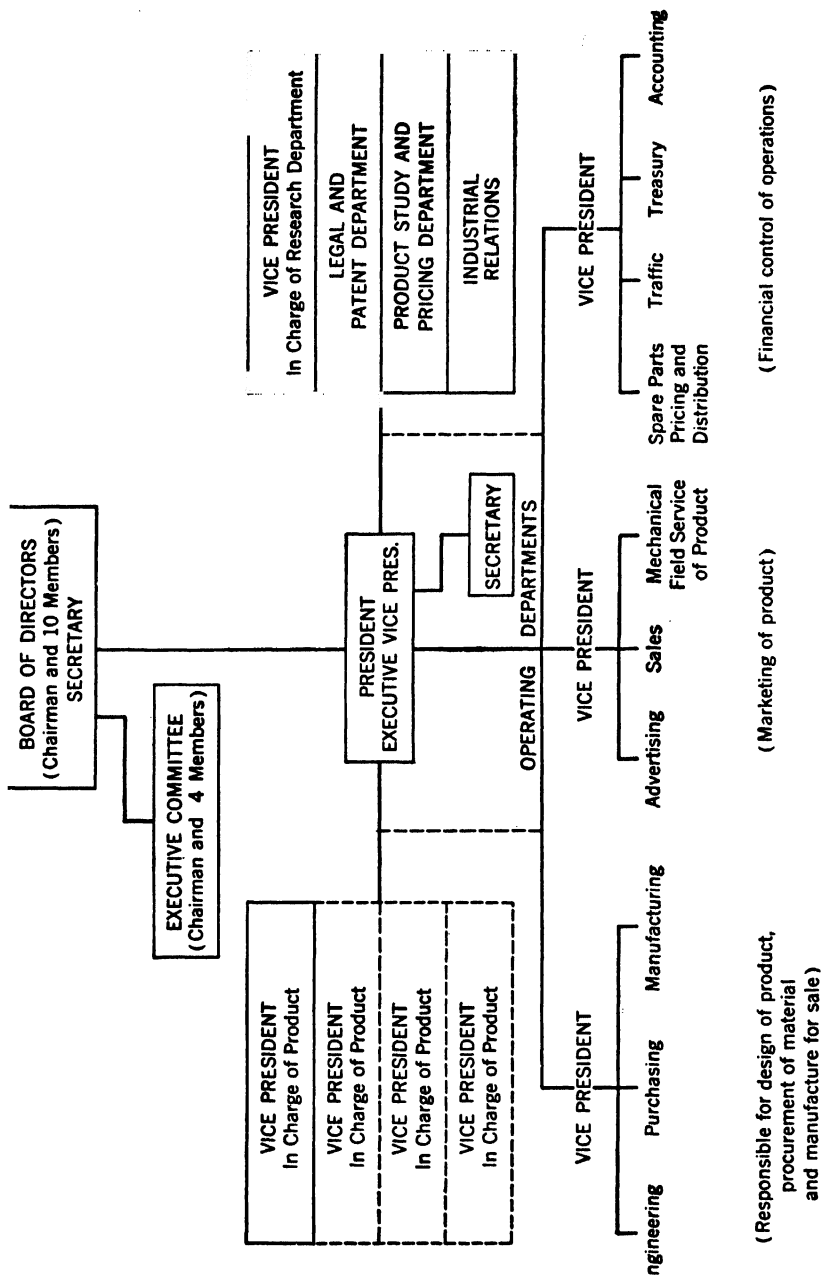 BOARD OF DIRECTORS
(Chairman and 10 Members)
SECRETARY
EXECUTIVE COMMITTEE
(Chairman and 4 Members)
VICE PRESIDENT
In Charge of Product
VICE PRESIDENT
In Charge of Product
VICE PRESIDENT
In Charge of Product
VICE PRESIDENT
In Charge of Product
PRESIDENT
EXECUTIVE VICE PRES.
SECRETARY
VICE PRESIDENT
In Charge of Research Department
LEGAL AND
PATENT DEPARTMENT
PRODUCT STUDY AND
PRICING DEPARTMENT
INDUSTRIAL
RELATIONS
OPERATING DEPARTMENTS
VICE PRESIDENT
ngineering Purchasing Manufacturing
(Responsible for design of product,
procurement of material
and manufacture for sale)
VICE PRESIDENT
Advertising Sales Mechanical
Field Service
of Product
(Marketing of product)
VICE PRESIDENT
Spare Parts
Pricing and
Distribution
Traffic Treasury Accounting
(Financial control of operations)